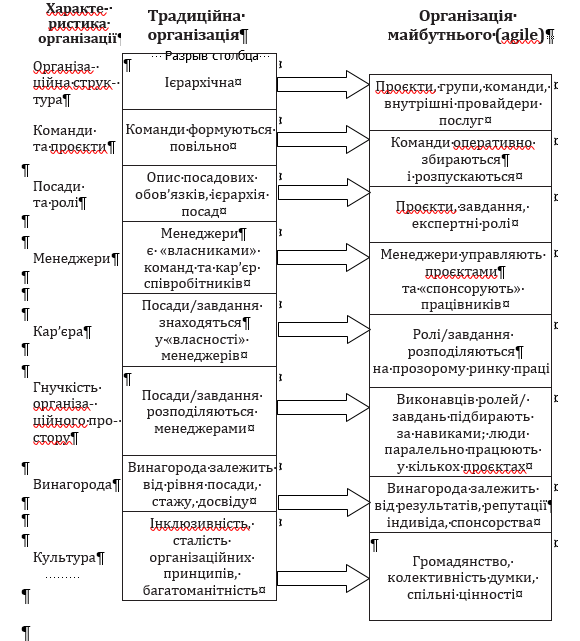 Характе-
ристика
організації
Традиційна
організація
Організація
майбутнього (agile)
Разрыв столбца
Організа-
ційна струк-
тура
Ієрархічна
Проєкти, групи, команди,
внутрішні провайдери
послуг
Команди
та проєкти
Команди формуються
повільно
Команди оперативно
збираються
і розпускаються
Посади
та ролі
Опис посадових
обов'язків, ієрархія
посад
Проєкти, завдання,
експертні ролі
Менеджери
Менеджери
є «власниками»
команд та кар'єр
співробітників
Менеджери управляють
проєктами
та «спонсорують»
працівників
Кар'єра
Посади/завдання
знаходяться
у «власності»
менеджерів
Ролі/завдання
розподіляються
на прозорому ринку праці
Гнучкість
організа-
ційного про-
стору
Посади/завдання
розподіляються
менеджерами
Виконавців ролей/
завдань підбирають
за навиками; люди
паралельно працюють
у кількох проєктах
Винагорода
Винагорода залежить
від рівня посади,
стажу, досвіду
Винагорода залежить
від результатів, репутації
індивіда, спонсорства
Культура
Інклюзивність,
сталість
організаційних
принципів,
багатоманітність
Громадянство,
колективність думки,
спільні цінності